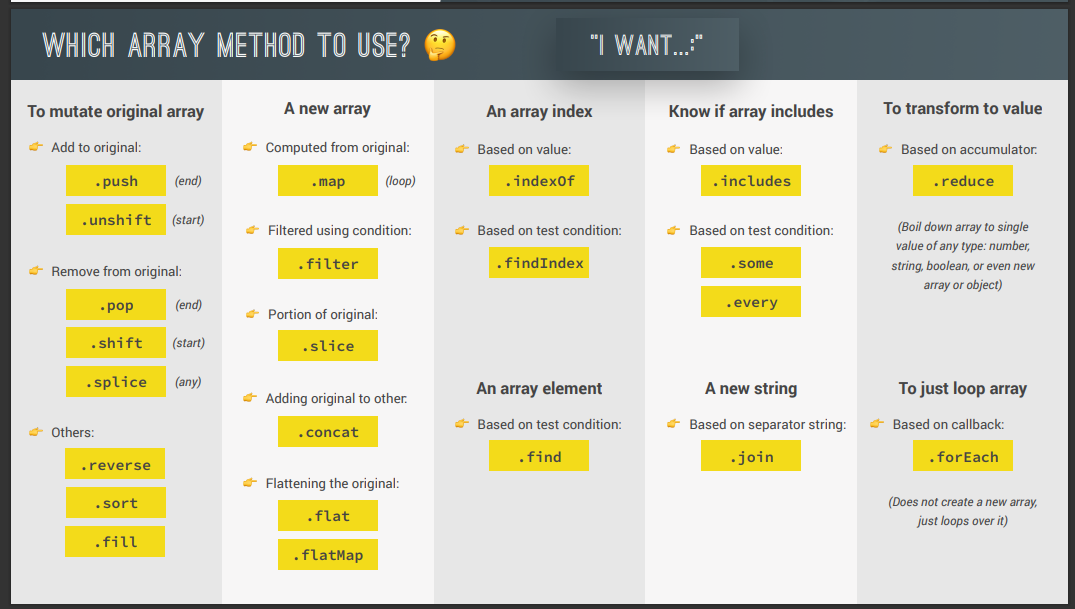 WHICH ARRAY METHOD TO USE? 🤔
"I WANT...:"
To mutate original array
👉 Add to original:
.push (end)
.unshift (start)
👉 Remove from original:
.pop (end)
.shift (start)
.splice (any)
👉 Others:
.reverse
.sort
.fill
A new array
👉 Computed from original:
.map (loop)
👉 Filtered using condition:
.filter
👉 Portion of original:
.slice
👉 Adding original to other:
.concat
👉 Flattening the original:
.flat
.flatMap
An array index
👉 Based on value:
.indexOf
👉 Based on test condition:
.findIndex
An array element
👉 Based on test condition:
.find
Know if array includes
👉 Based on value:
.includes
👉 Based on test condition:
.some
.every
A new string
👉 Based on separator string:
.join
To transform to value
👉 Based on accumulator:
.reduce
(Boil down array to single
value of any type: number,
string, boolean, or even new
array or object)
To just loop array
👉 Based on callback:
.forEach
(Does not create a new array,
just loops over it)